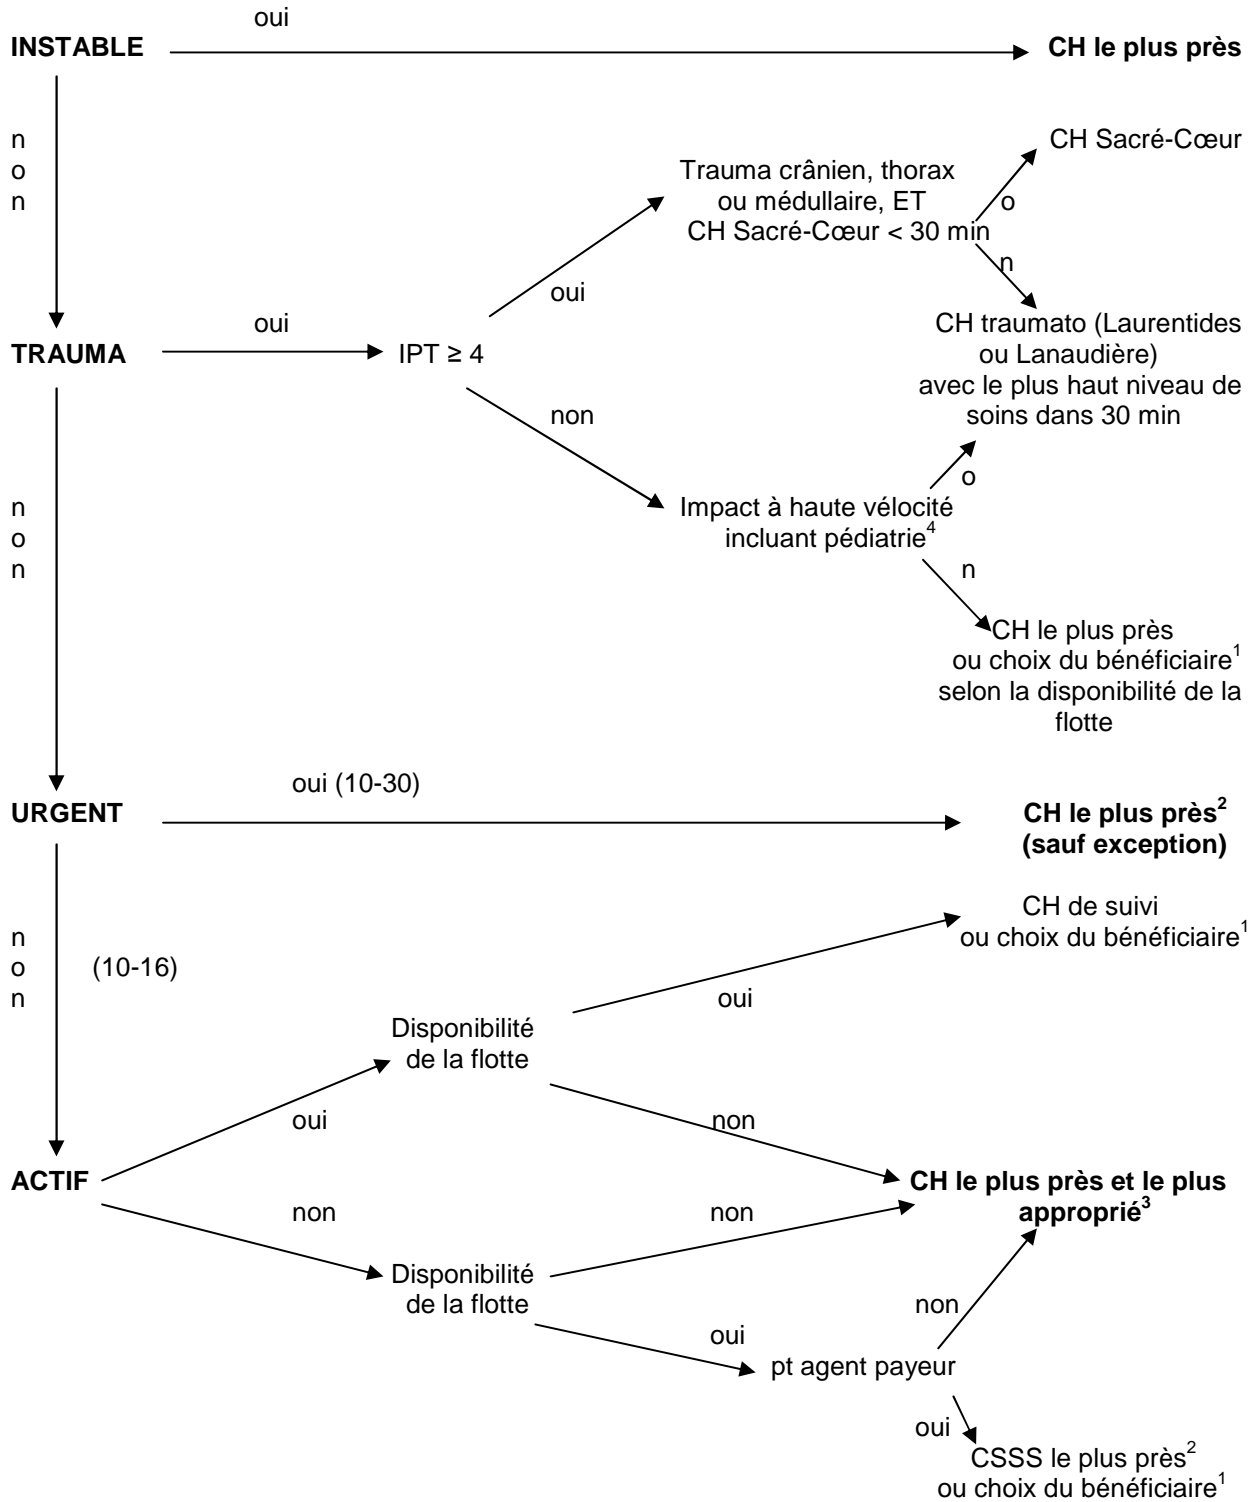 oui
INSTABLE
CH le plus près
n
o
n
CH Sacré-Cœur
Trauma crânien, thorax
ou médullaire, ET
CH Sacré-Cœur < 30 min
o
n
oui
oui
TRAUMA
IPT ≥ 4
CH traumato (Laurentides
ou Lanaudière)
avec le plus haut niveau de
soins dans 30 min
non
o
n
o
n
Impact à haute vélocité
incluant pédiatrie⁴
n
CH le plus près
ou choix du bénéficiaire¹
selon la disponibilité de la
flotte
oui (10-30)
URGENT
CH le plus près²
(sauf exception)
CH de suivi
ou choix du bénéficiaire¹
n
o
n
(10-16)
oui
Disponibilité
de la flotte
oui
non
ACTIF
CH le plus près et le plus
approprié³
non
non
Disponibilité
de la flotte
non
oui
pt agent payeur
oui
CSSS le plus près²
ou choix du bénéficiaire¹